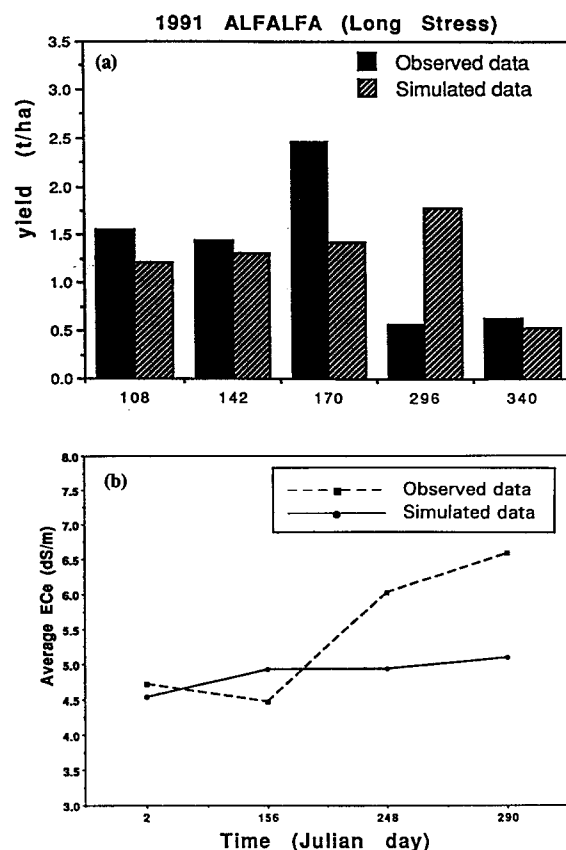 1991 ALFALFA (Long Stress)
(a)
Observed data
Simulated data
yield (t/ha)
3.5
3.0
2.5
2.0
1.5
1.0
0.5
0.0
108 142 170 296 340
(b)
Observed data
Simulated data
Average ECe (dS/m)
8.0
7.5
7.0
6.5
6.0
5.5
5.0
4.5
4.0
3.5
3.0
2 156 248 290
Time (Julian day)